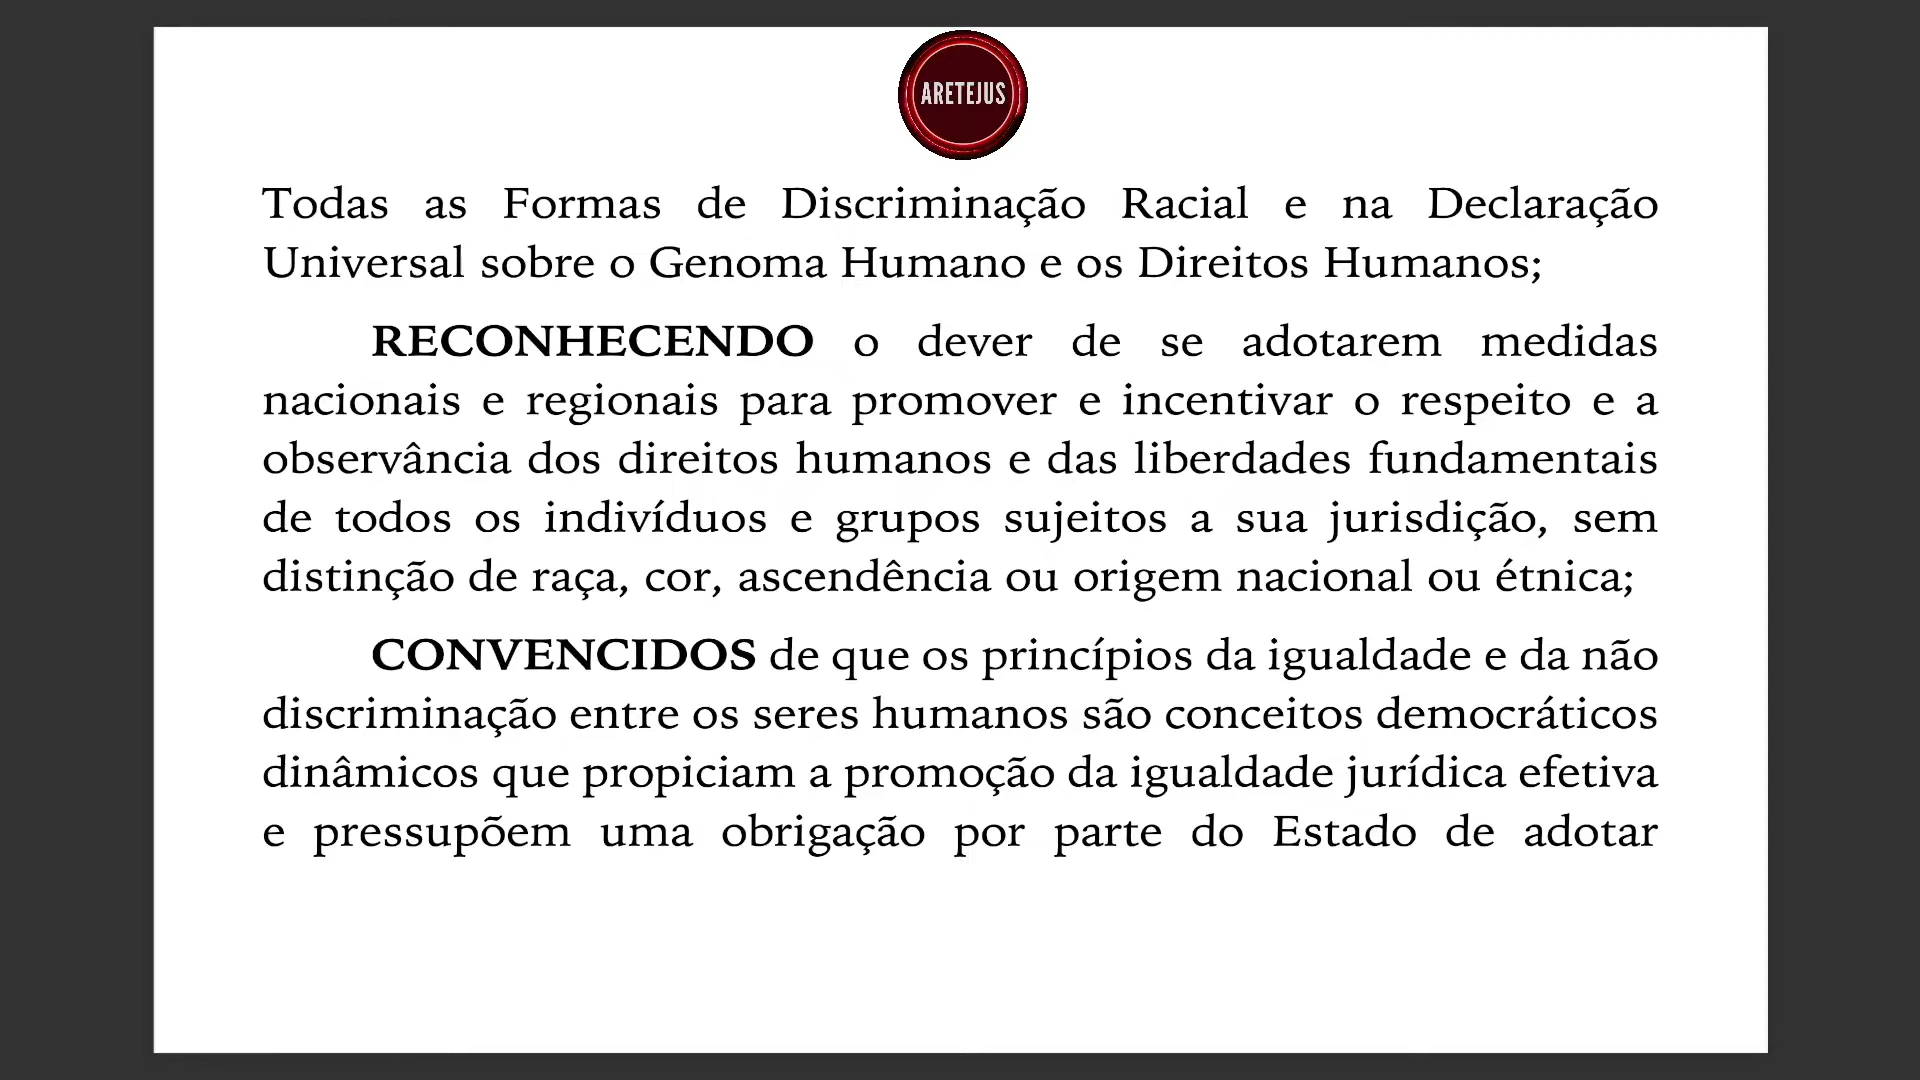 ARETEJUS
Todas as Formas de Discriminação Racial e na Declaração
Universal sobre o Genoma Humano e os Direitos Humanos;
RECONHECENDO o dever de se adotarem medidas
nacionais e regionais para promover e incentivar o respeito e a
observância dos direitos humanos e das liberdades fundamentais
de todos os indivíduos e grupos sujeitos a sua jurisdição, sem
distinção de raça, cor, ascendência ou origem nacional ou étnica;
CONVENCIDOS de que os princípios da igualdade e da não
discriminação entre os seres humanos são conceitos democráticos
dinâmicos que propiciam a promoção da igualdade jurídica efetiva
e pressupõem uma obrigação por parte do Estado de adotar